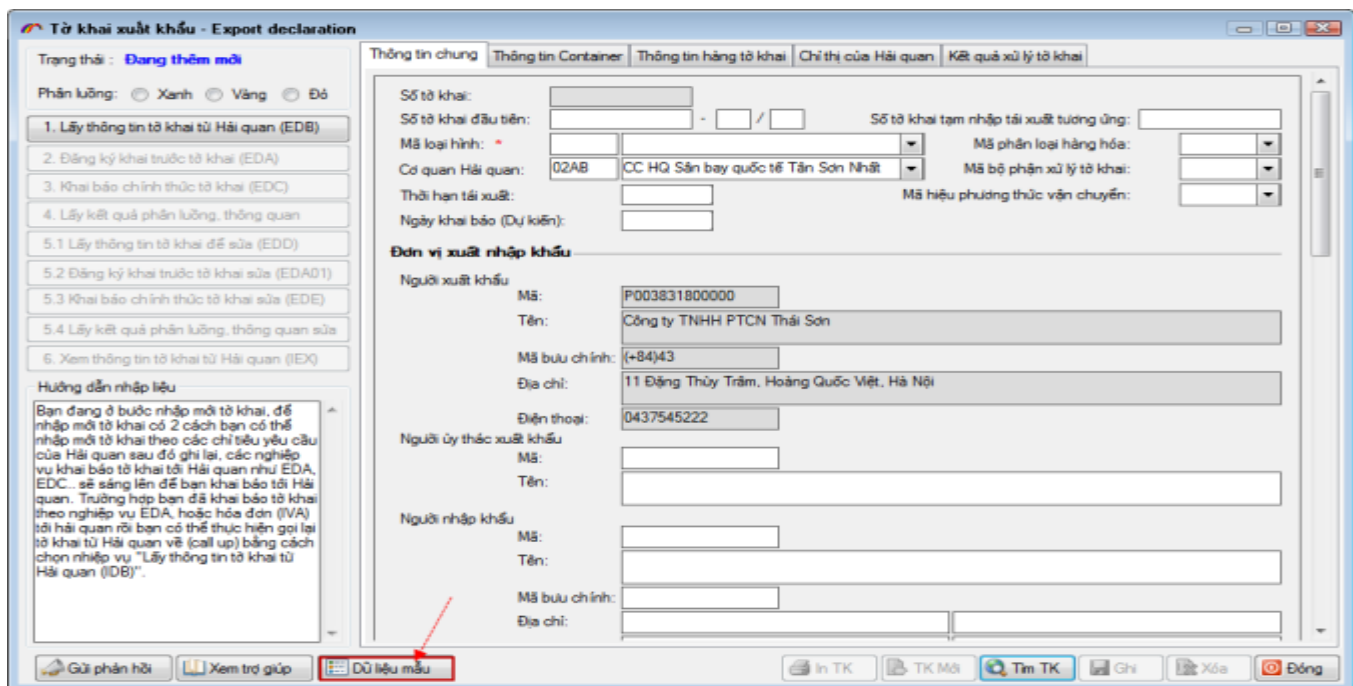 Tờ khai xuất khẩu - Export declaration
Trạng thái : Đang thêm mới
Phân luồng: Xanh Vàng Đỏ
1. Lấy thông tin tờ khai từ Hải quan (EDB)
2. Đăng ký khai trước tờ khai (EDA)
3. Khai báo chính thức tờ khai (EDC)
4. Lấy kết quả phân luồng, thông quan
5.1 Lấy thông tin tờ khai để sửa (EDD)
5.2 Đăng ký khai trước tờ khai sửa (EDA01)
5.3 Khai báo chính thức tờ khai sửa (EDE)
5.4 Lấy kết quả phân luồng, thông quan sửa
6. Xem thông tin tờ khai từ Hải quan (IEX)
Hướng dẫn nhập liệu
Bạn đang ở bước nhập mới tờ khai, để
nhập mới tờ khai có 2 cách bạn có thể
nhập mới tờ khai theo các chỉ tiêu yêu cầu
của Hải quan sau đó ghi lại, các nghiệp
vụ khai báo tờ khai tới Hải quan như EDA,
EDC.. sẽ sáng lên để bạn khai báo tới Hải
quan. Trường hợp bạn đã khai báo tờ khai
theo nghiệp vụ EDA, hoặc hóa đơn (IVA)
tới hải quan rồi bạn có thể thực hiện gọi lại
tờ khai từ Hải quan về (call up) bằng cách
chọn nhiệp vụ "Lấy thông tin tờ khai từ
Hải quan (IDB)".
Thông tin chung Thông tin Container Thông tin hàng tờ khai Chỉ thị của Hải quan Kết quả xử lý tờ khai
Số tờ khai:
Số tờ khai đầu tiên: - / Số tờ khai tạm nhập tái xuất tương ứng:
Mã loại hình: * Mã phân loại hàng hóa:
Cơ quan Hải quan: 02AB CC HQ Sân bay quốc tế Tân Sơn Nhất Mã bộ phận xử lý tờ khai:
Thời hạn tái xuất: Mã hiệu phương thức vận chuyển:
Ngày khai báo (Dự kiến):
Đơn vị xuất nhập khẩu
Người xuất khẩu
Mã: P003831800000
Tên: Công ty TNHH PTCN Thái Sơn
Mã bưu chính: (+84)43
Địa chỉ: 11 Đặng Thùy Trâm, Hoàng Quốc Việt, Hà Nội
Điện thoại: 0437545222
Người ủy thác xuất khẩu
Mã:
Tên:
Người nhập khẩu
Mã:
Tên:
Mã bưu chính:
Địa chỉ:
Gửi phản hồi Xem trợ giúp Dữ liệu mẫu In TK TK Mới Tìm TK Ghi Xóa Đóng